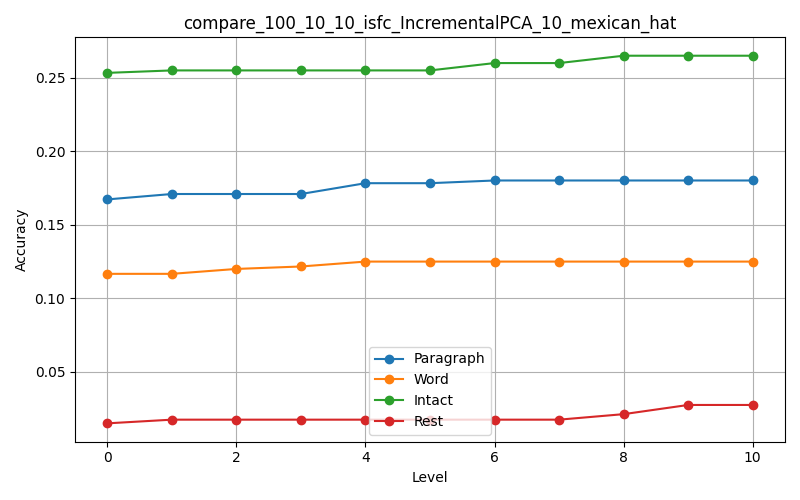 compare_100_10_10_isfc_IncrementalPCA_10_mexican_hat
0.25
0.20
0.15
0.10
0.05
Accuracy
Paragraph
Word
Intact
Rest
0 2 4 6 8 10
Level